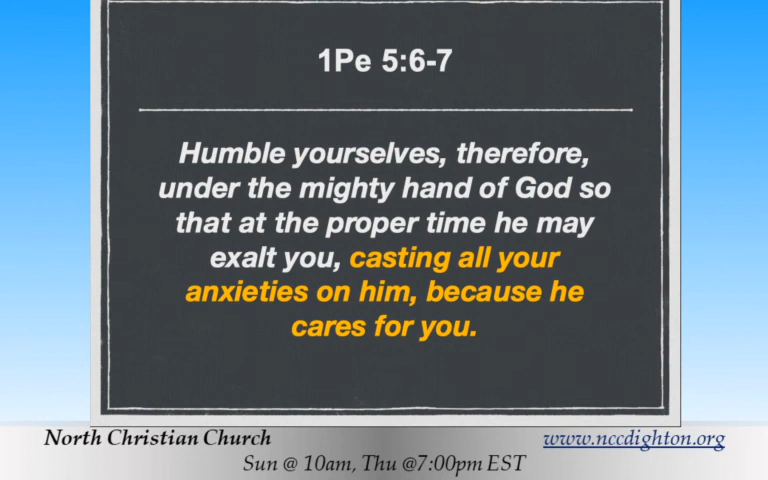 1Pe 5:6-7
Humble yourselves, therefore,
under the mighty hand of God so
that at the proper time he may
exalt you, casting all your
anxieties on him, because he
cares for you.
North Christian Church
www.nccdighton.org
Sun @ 10am, Thu @7:00pm EST